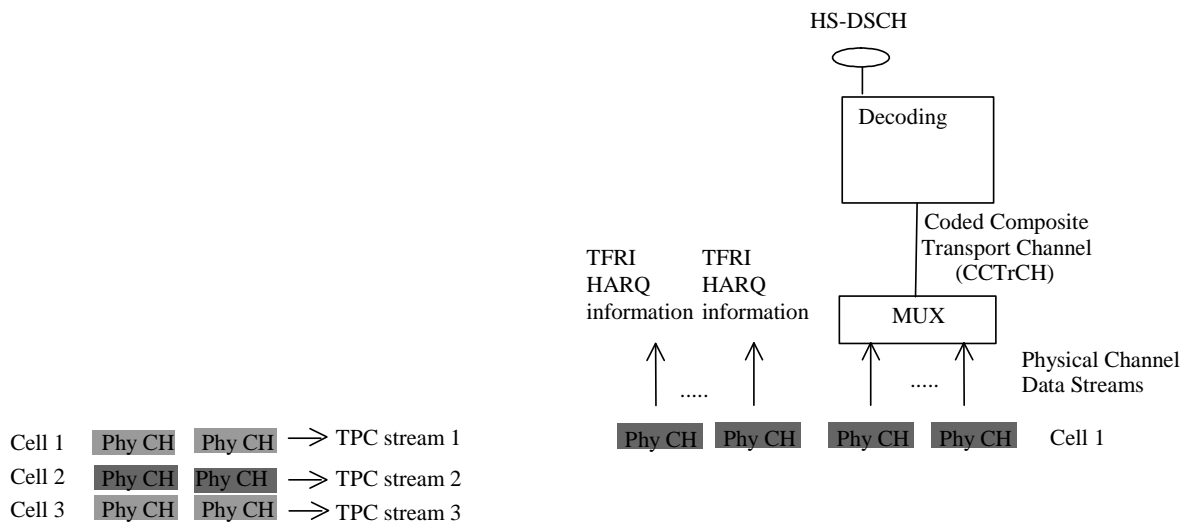 HS-DSCH
Decoding
Coded Composite
Transport Channel
(CCTrCH)
TFRI
HARQ
information
TFRI
HARQ
information
MUX
Physical Channel
Data Streams
.....
.....
Phy CH Phy CH Phy CH Phy CH Cell 1
Cell 1 Phy CH Phy CH TPC stream 1
Cell 2 Phy CH Phy CH TPC stream 2
Cell 3 Phy CH Phy CH TPC stream 3